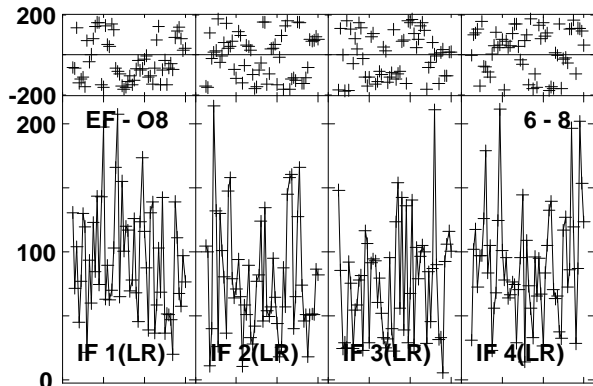 200
-200
200
EF - O8
6 - 8
100
IF 1(LR)
IF 2(LR)
IF 3(LR)
IF 4(LR)
0